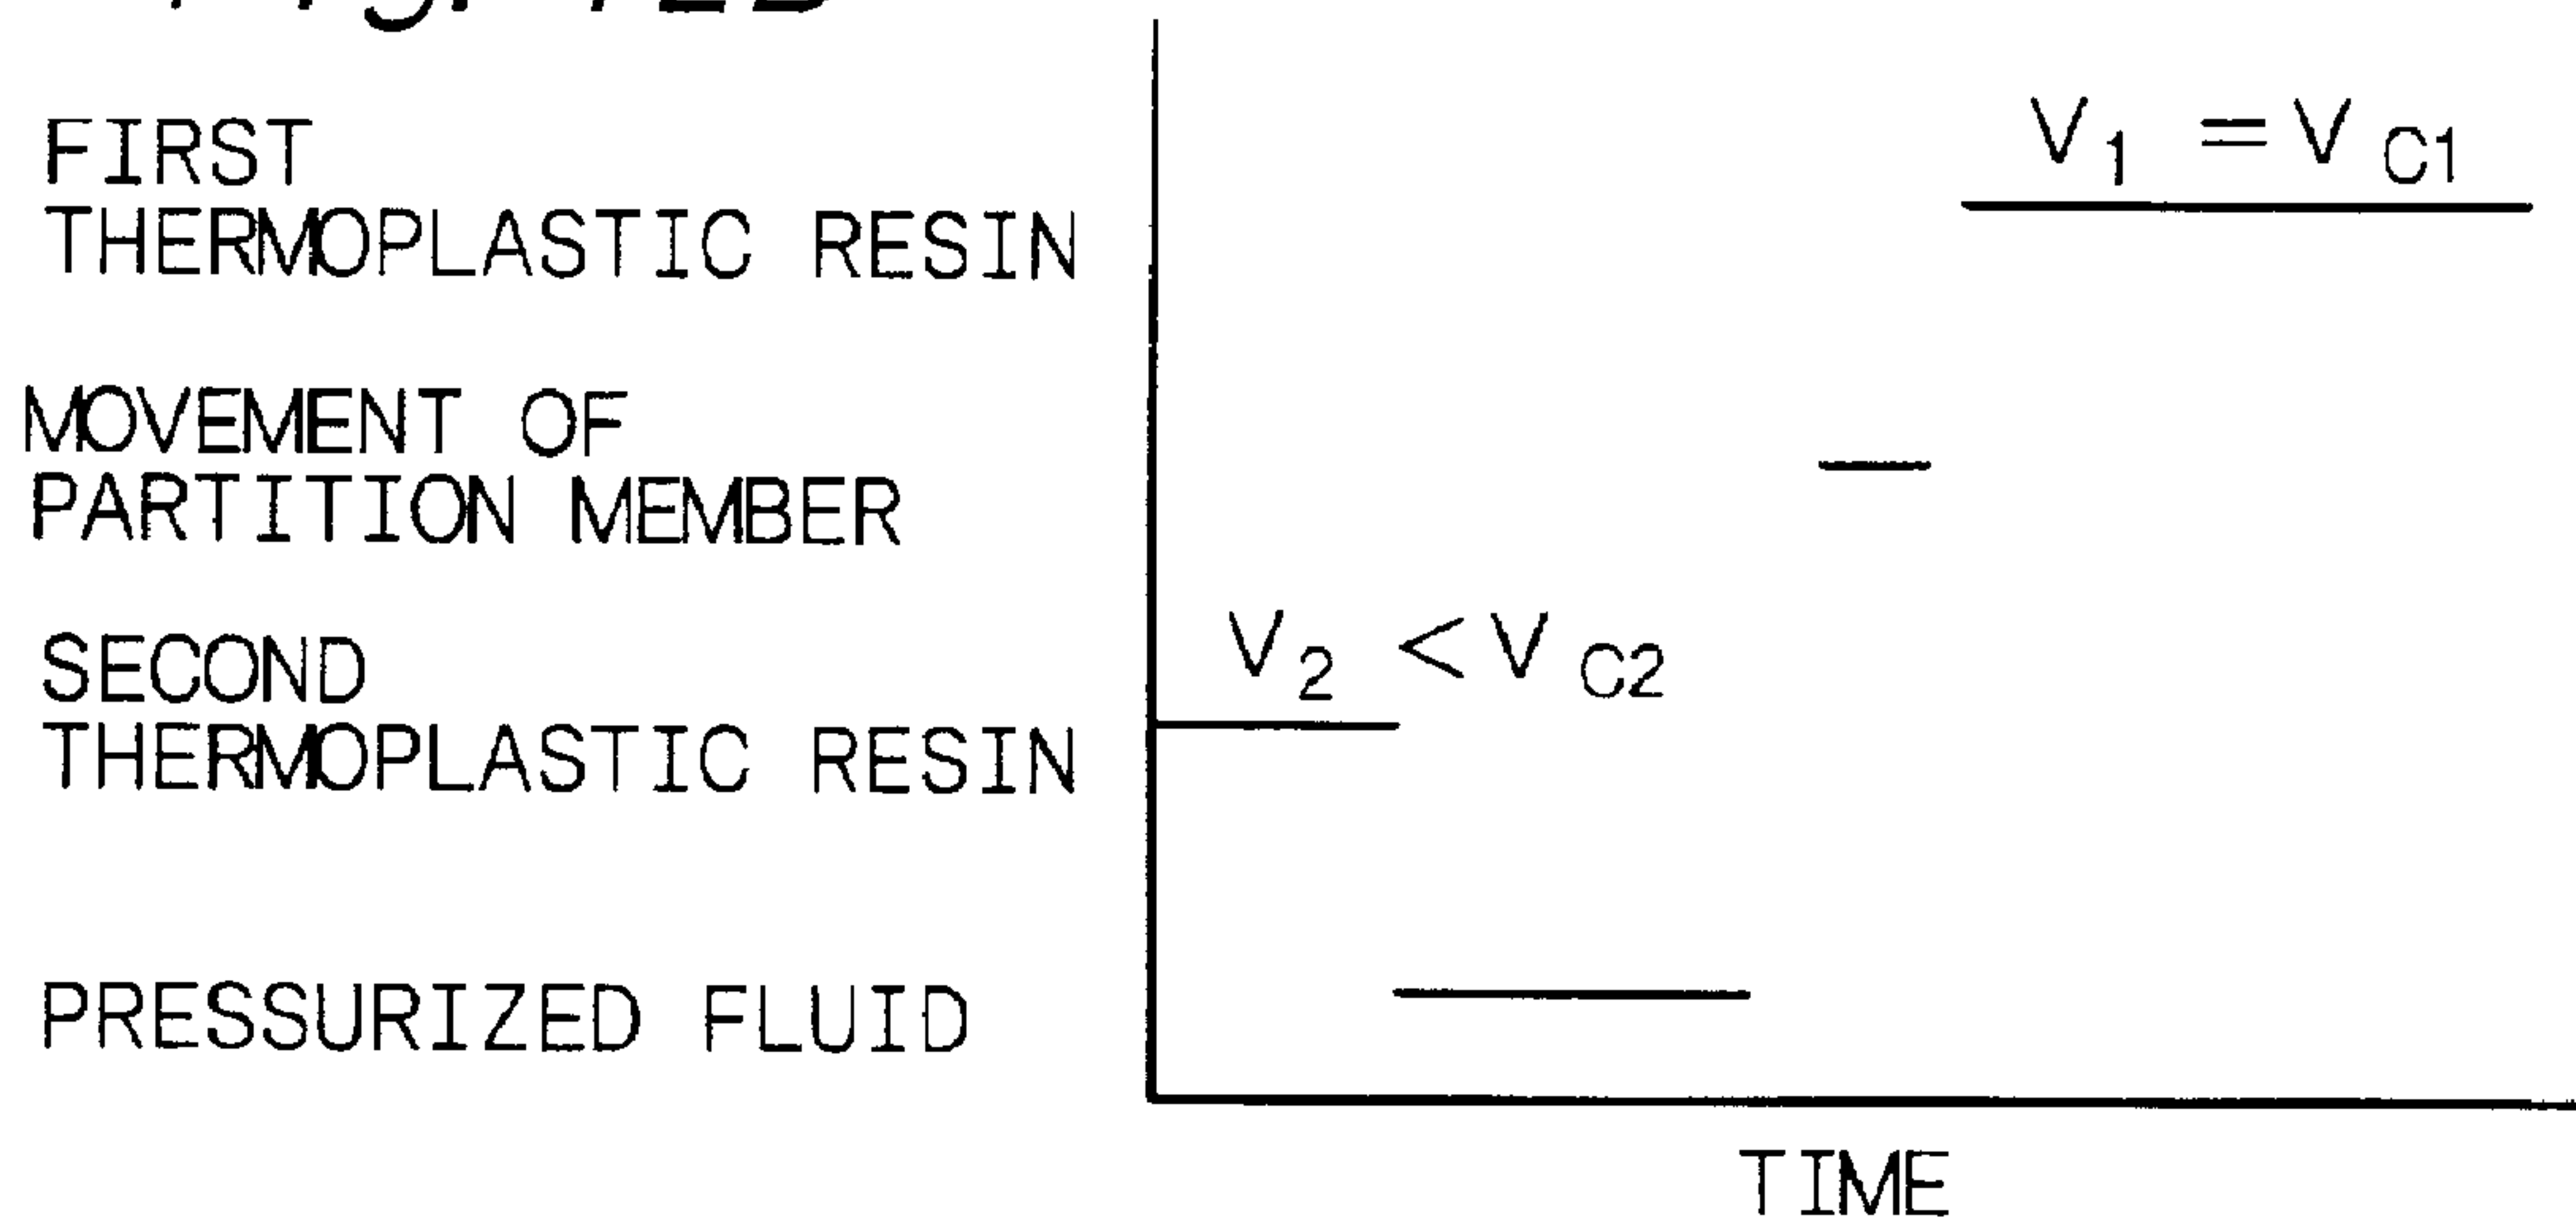 FIRST
THERMOPLASTIC RESIN
V1 = VC1
MOVEMENT OF
PARTITION MEMBER
SECOND
THERMOPLASTIC RESIN
V2 < VC2
PRESSURIZED FLUID
TIME